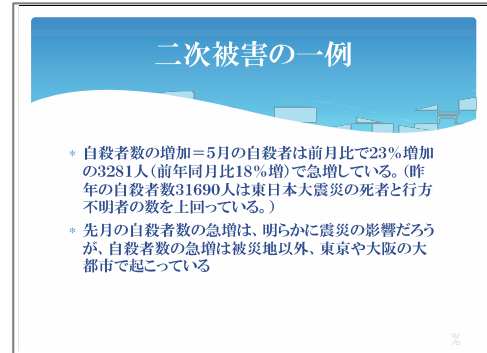 二次被害の一例
* 自殺者数の増加＝5月の自殺者は前月比で23％増加
の3281人（前年同月比18％増）で急増している。（昨
年の自殺者数31690人は東日本大震災の死者と行方
不明者の数を上回っている。）
* 先月の自殺者数の急増は、明らかに震災の影響だろう
が、自殺者数の急増は被災地以外、東京や大阪の大
都市で起こっている
%